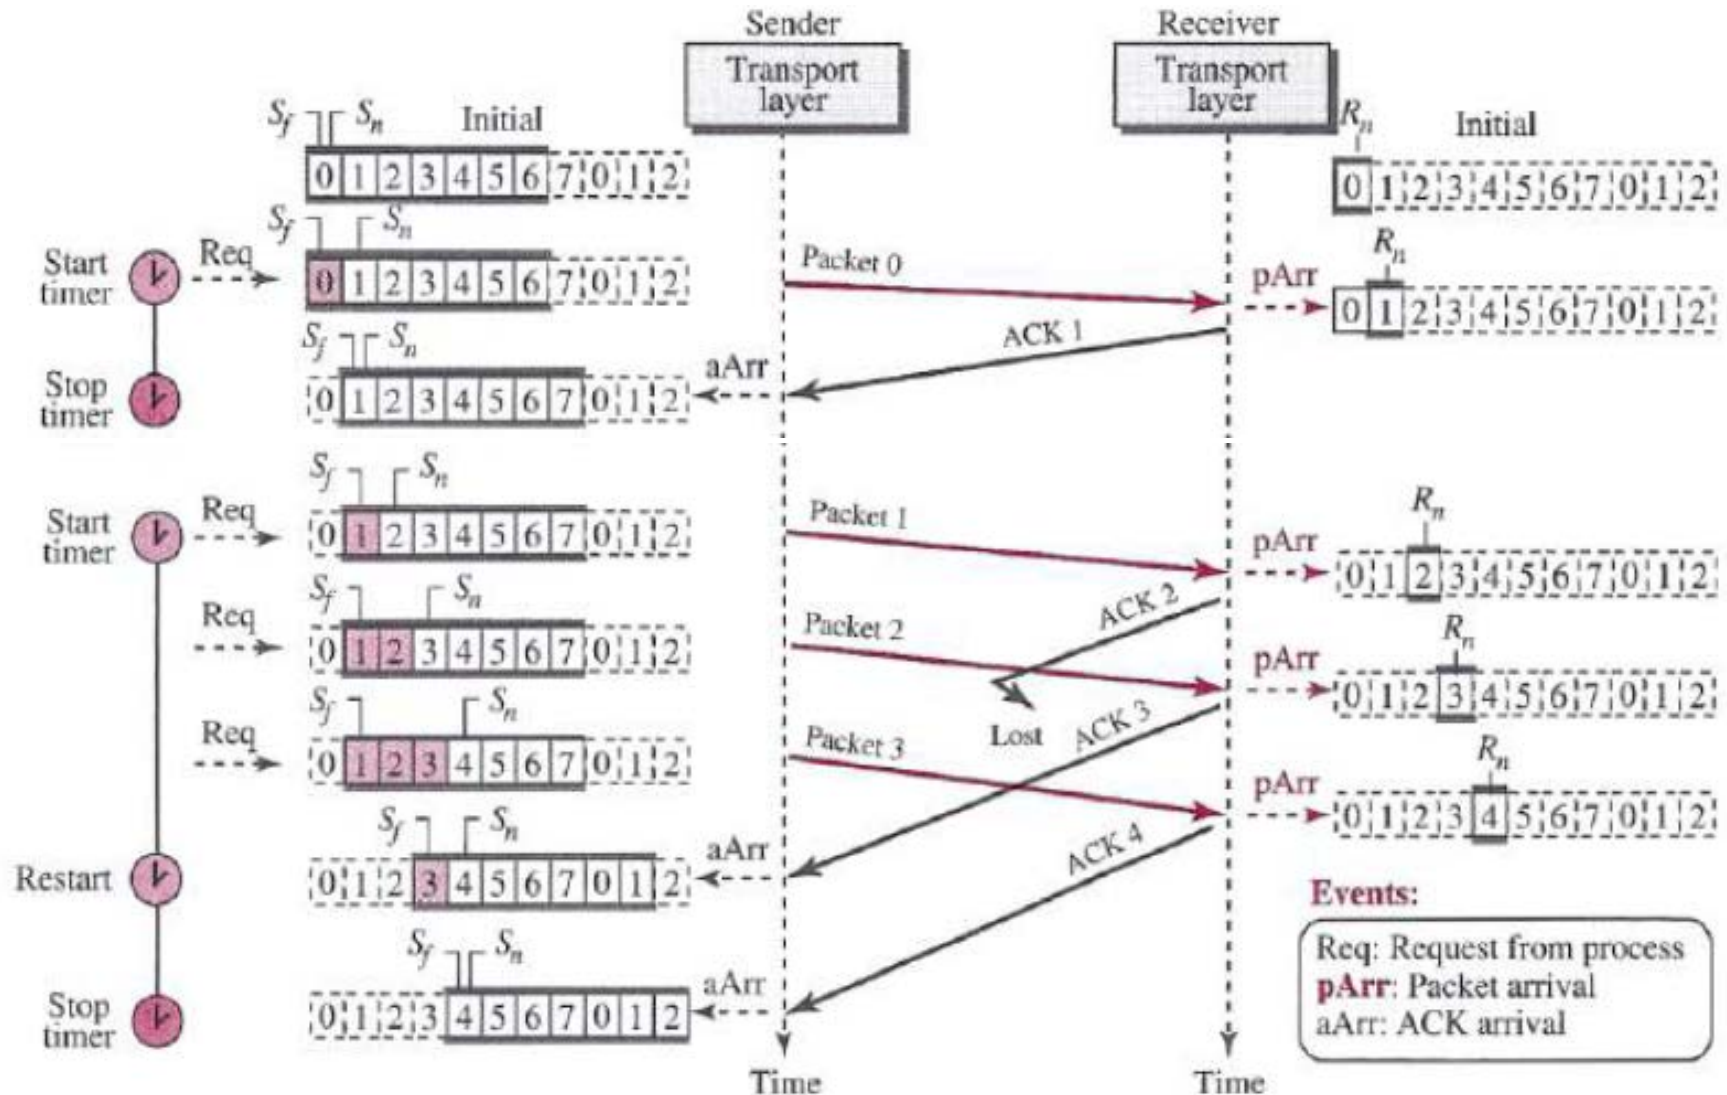 Sender
Receiver
Transport
layer
Transport
layer
Sf Sn Initial
0 1 2 3 4 5 6 7 0 1 2
Rn Initial
0 1 2 3 4 5 6 7 0 1 2
Start
timer
Req
Sf Sn
0 1 2 3 4 5 6 7 0 1 2
Packet 0
pArr
Rn
0 1 2 3 4 5 6 7 0 1 2
Stop
timer
Sf Sn
0 1 2 3 4 5 6 7 0 1 2
aArr
ACK 1
Start
timer
Req
Sf Sn
0 1 2 3 4 5 6 7 0 1 2
Packet 1
pArr
Rn
0 1 2 3 4 5 6 7 0 1 2
ACK 2
Lost
Req
Sf Sn
0 1 2 3 4 5 6 7 0 1 2
Packet 2
pArr
Rn
0 1 2 3 4 5 6 7 0 1 2
ACK 3
Req
Sf Sn
0 1 2 3 4 5 6 7 0 1 2
Packet 3
pArr
Rn
0 1 2 3 4 5 6 7 0 1 2
ACK 4
Restart
Sf Sn
0 1 2 3 4 5 6 7 0 1 2
aArr
Stop
timer
Sf Sn
0 1 2 3 4 5 6 7 0 1 2
aArr
Time
Time
Events:
Req: Request from process
pArr: Packet arrival
aArr: ACK arrival